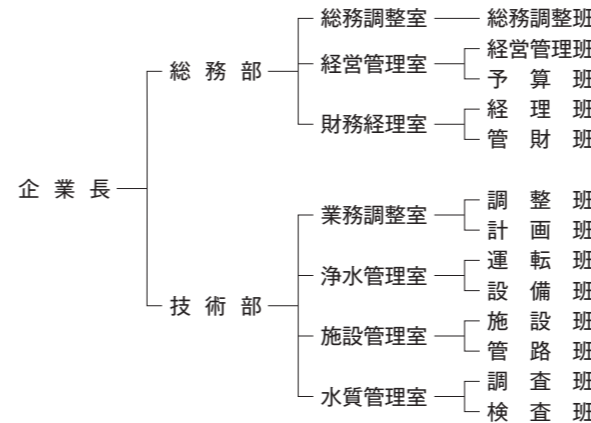 企業長
総務部
総務調整室
総務調整班
経営管理室
経営管理班
予算班
財務経理室
経理班
管財班
技術部
業務調整室
調整班
計画班
浄水管理室
運転班
設備班
施設管理室
施設班
管路班
水質管理室
調査班
検査班